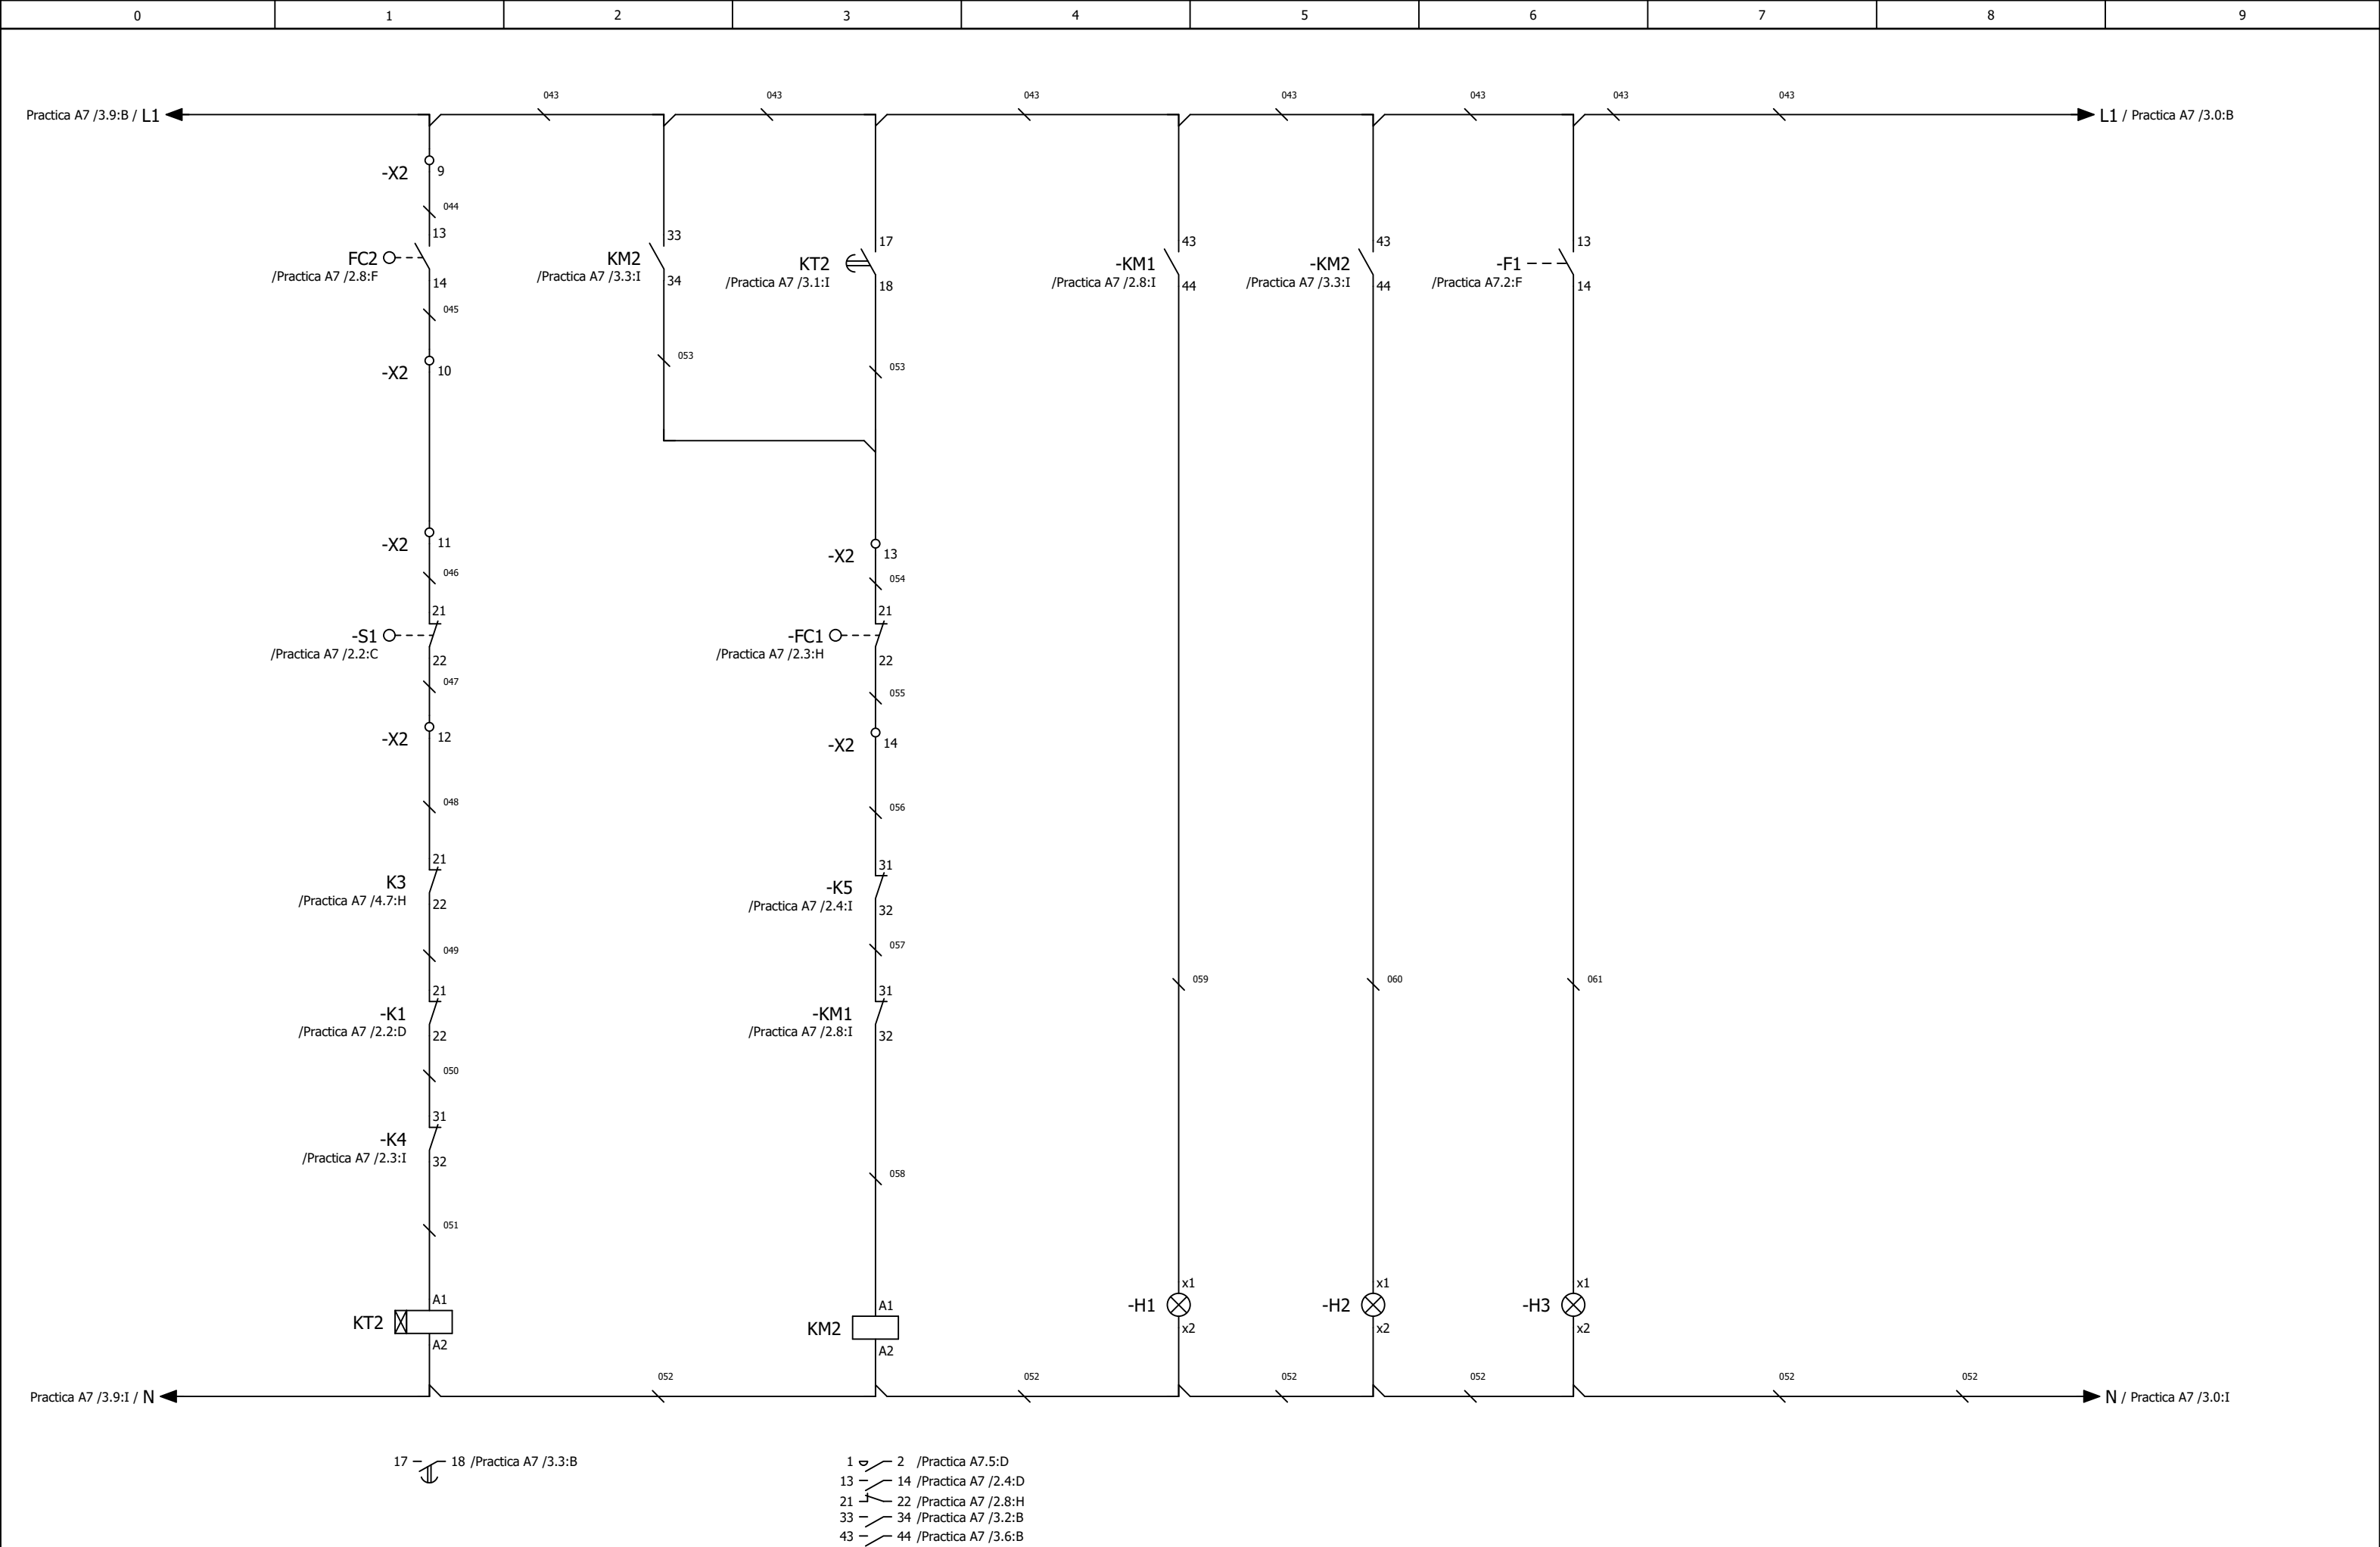 0 1 2 3 4 5 6 7 8 9
043 043 043 043 043 043 043
Practica A7 /3.9:B / L1
L1 / Practica A7 /3.0:B
-X2 9
044
13
FC2
/Practica A7 /2.8:F
14
045
-X2 10
-X2 11
046
21
-S1
/Practica A7 /2.2:C
22
047
-X2 12
048
21
K3
/Practica A7 /4.7:H
22
049
21
-K1
/Practica A7 /2.2:D
22
050
31
-K4
/Practica A7 /2.3:I
32
051
A1
KT2
A2
33
KM2
/Practica A7 /3.3:I
34
053
17
KT2
/Practica A7 /3.1:I
18
053
-X2 13
054
21
-FC1
/Practica A7 /2.3:H
22
055
-X2 14
056
31
-K5
/Practica A7 /2.4:I
32
057
31
-KM1
/Practica A7 /2.8:I
32
058
A1
KM2
A2
43
-KM1
/Practica A7 /2.8:I
44
059
x1
-H1
x2
43
-KM2
/Practica A7 /3.3:I
44
060
x1
-H2
x2
13
-F1
/Practica A7.2:F
14
061
x1
-H3
x2
052 052 052 052 052 052
Practica A7 /3.9:I / N
N / Practica A7 /3.0:I
17 18 /Practica A7 /3.3:B
1 2 /Practica A7.5:D
13 14 /Practica A7 /2.4:D
21 22 /Practica A7 /2.8:H
33 34 /Practica A7 /3.2:B
43 44 /Practica A7 /3.6:B